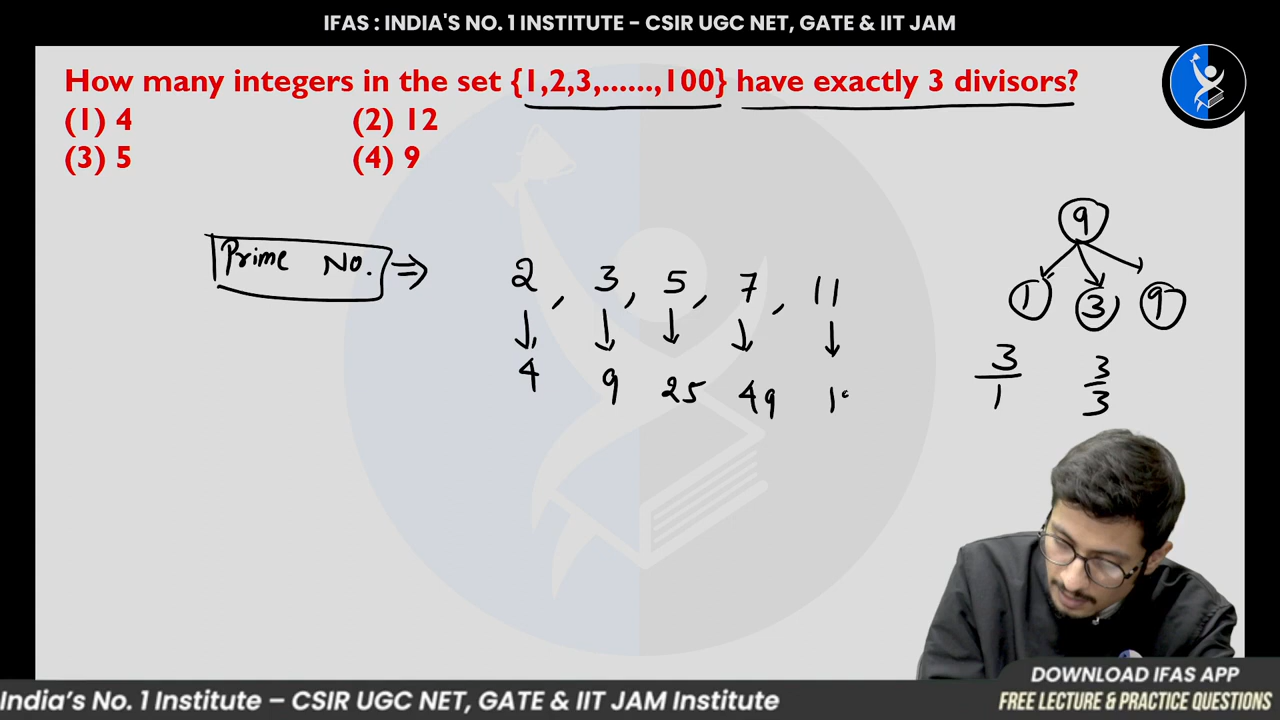 IFAS : INDIA'S NO. 1 INSTITUTE – CSIR UGC NET, GATE & IIT JAM
How many integers in the set {1,2,3,......,100} have exactly 3 divisors?
(1) 4 (2) 12
(3) 5 (4) 9
Prime No. ⇒ 2, 3, 5, 7, 11
4 9 25 49
9
1 3 9
3/1 3/3
DOWNLOAD IFAS APP
FREE LECTURE & PRACTICE QUESTIONS
India's No. 1 Institute – CSIR UGC NET, GATE & IIT JAM Institute